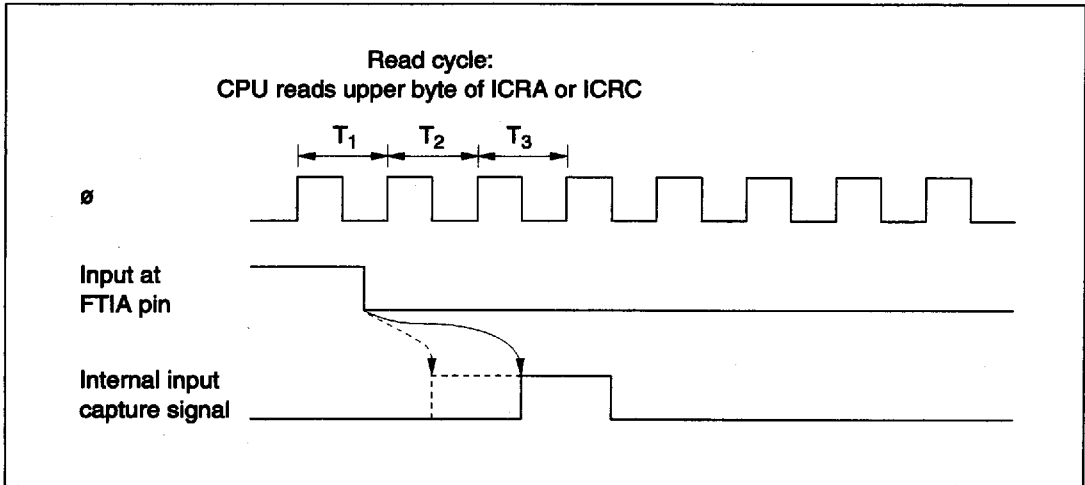 Read cycle:
CPU reads upper byte of ICRA or ICRC
T₁ T₂ T₃
ø
Input at
FTIA pin
Internal input
capture signal